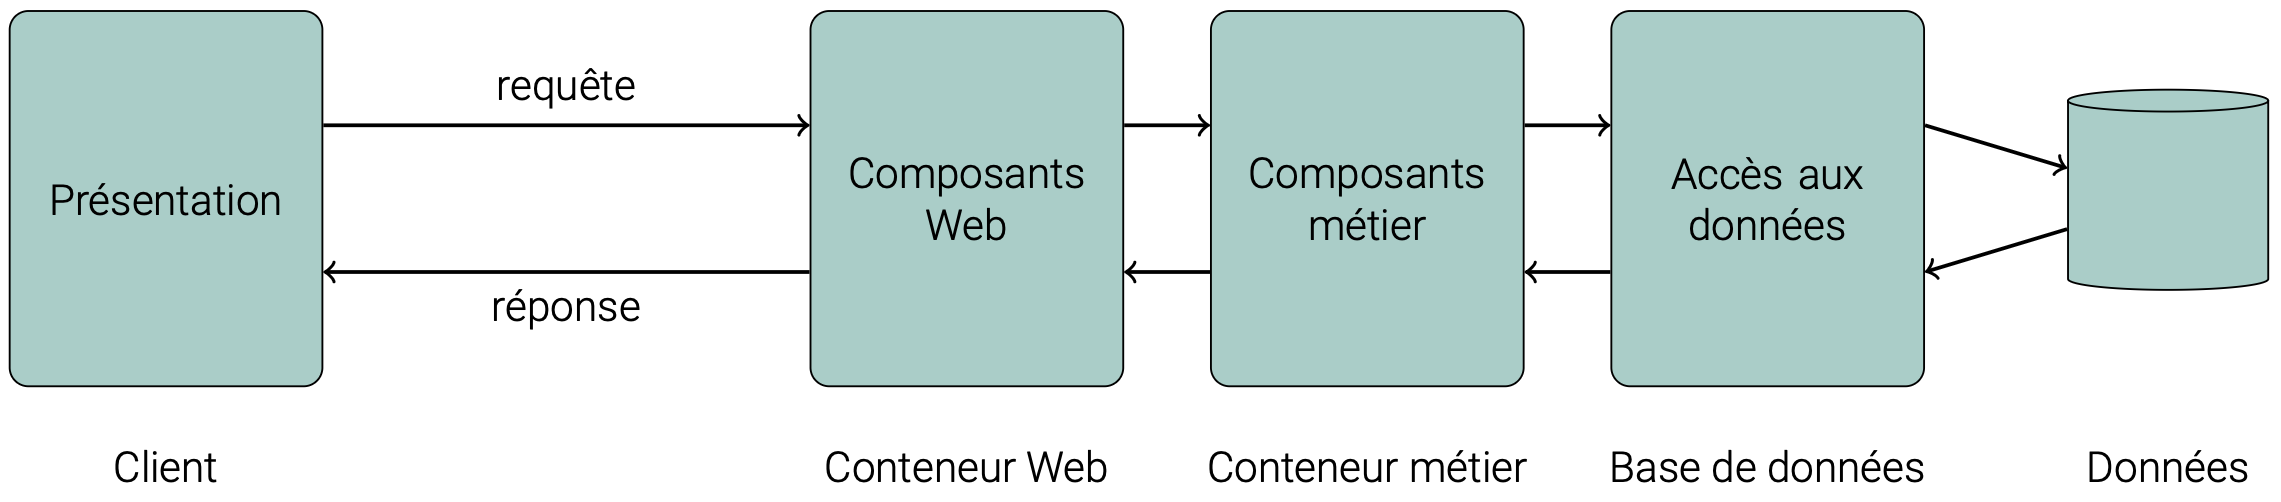 requête
Présentation
Composants
Web
Composants
métier
Accès aux
données
réponse
Client
Conteneur Web
Conteneur métier
Base de données
Données